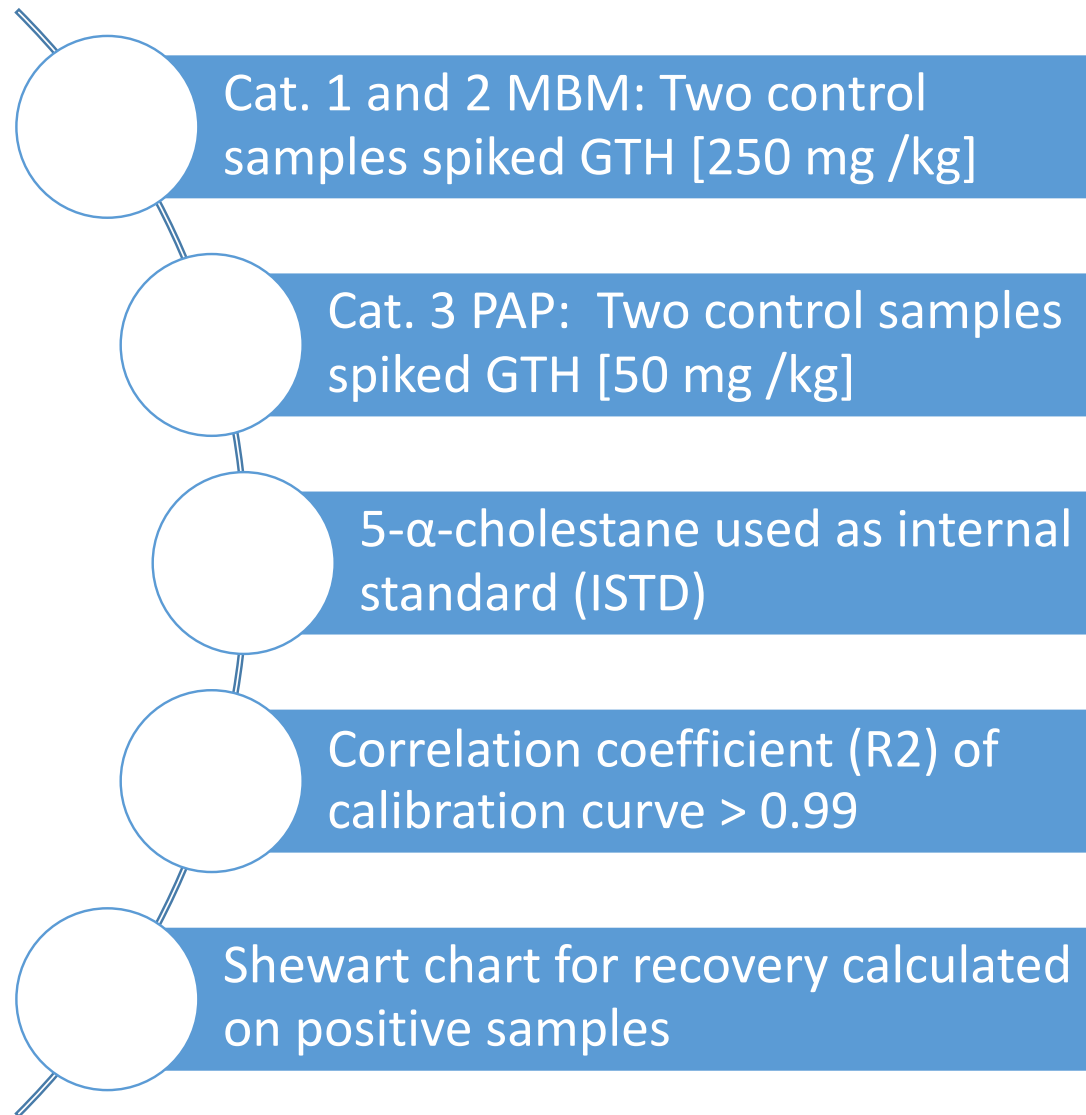 Cat. 1 and 2 MBM: Two control
samples spiked GTH [250 mg /kg]
Cat. 3 PAP:  Two control samples
spiked GTH [50 mg /kg]
5-α-cholestane used as internal
standard (ISTD)
Correlation coefficient (R2) of
calibration curve > 0.99
Shewart chart for recovery calculated
on positive samples